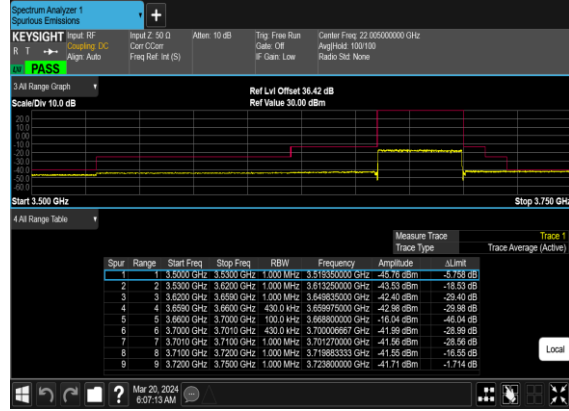 Spectrum Analyzer 1
Spurious Emissions
KEYSIGHT Input: RF Input Z: 50 Ω Atten: 10 dB Trig: Free Run Center Freq: 22.005000000 GHz
R T Coupling: DC Corr CCorr Gate: Off Avg|Hold: 100/100
Align: Auto Freq Ref: Int (S) IF Gain: Low Radio Std: None
PASS
3 All Range Graph
Ref Lvl Offset 36.42 dB
Scale/Div 10.0 dB Ref Value 30.00 dBm
20.0
10.0
0.00
-10.0
-20.0
-30.0
-40.0
-50.0
-60.0
Start 3.500 GHz Stop 3.750 GHz
4 All Range Table
Measure Trace Trace 1
Trace Type Trace Average (Active)
Spur Range Start Freq Stop Freq RBW Frequency Amplitude ΔLimit
1 1 3.5000 GHz 3.5300 GHz 1.000 MHz 3.519350000 GHz -45.76 dBm -5.758 dB
2 2 3.5300 GHz 3.6200 GHz 1.000 MHz 3.613250000 GHz -43.53 dBm -18.53 dB
3 3 3.6200 GHz 3.6590 GHz 1.000 MHz 3.649835000 GHz -42.40 dBm -29.40 dB
4 4 3.6590 GHz 3.6600 GHz 430.0 kHz 3.659975000 GHz -42.98 dBm -29.98 dB
5 5 3.6600 GHz 3.7000 GHz 100.0 kHz 3.668800000 GHz -16.04 dBm -46.04 dB
6 6 3.7000 GHz 3.7010 GHz 430.0 kHz 3.700006667 GHz -41.99 dBm -28.99 dB
7 7 3.7010 GHz 3.7100 GHz 1.000 MHz 3.701270000 GHz -41.56 dBm -28.56 dB
8 8 3.7100 GHz 3.7200 GHz 1.000 MHz 3.719883333 GHz -41.55 dBm -16.55 dB
9 9 3.7200 GHz 3.7500 GHz 1.000 MHz 3.723800000 GHz -41.71 dBm -1.714 dB
Local
Mar 20, 2024
6:07:13 AM